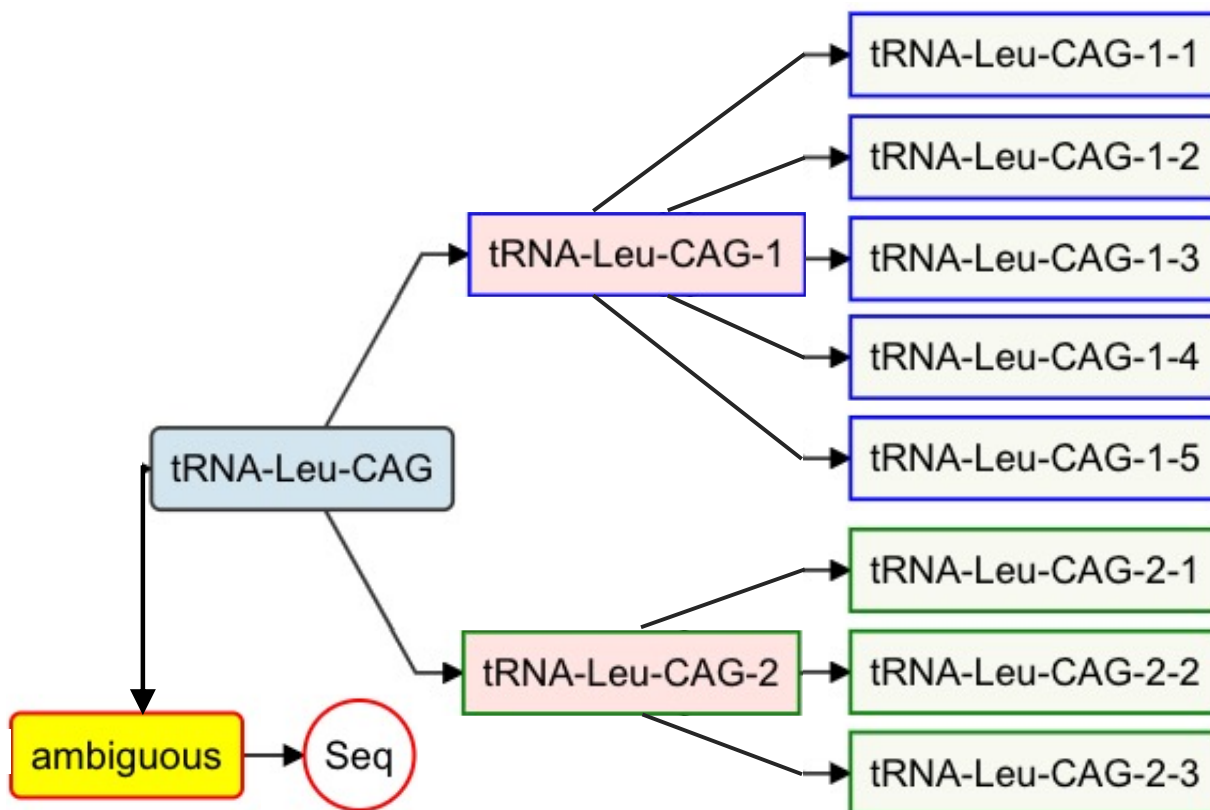 tRNA-Leu-CAG-1-1
tRNA-Leu-CAG-1-2
tRNA-Leu-CAG-1
tRNA-Leu-CAG-1-3
tRNA-Leu-CAG-1-4
tRNA-Leu-CAG-1-5
tRNA-Leu-CAG
tRNA-Leu-CAG-2-1
tRNA-Leu-CAG-2
tRNA-Leu-CAG-2-2
tRNA-Leu-CAG-2-3
ambiguous
Seq